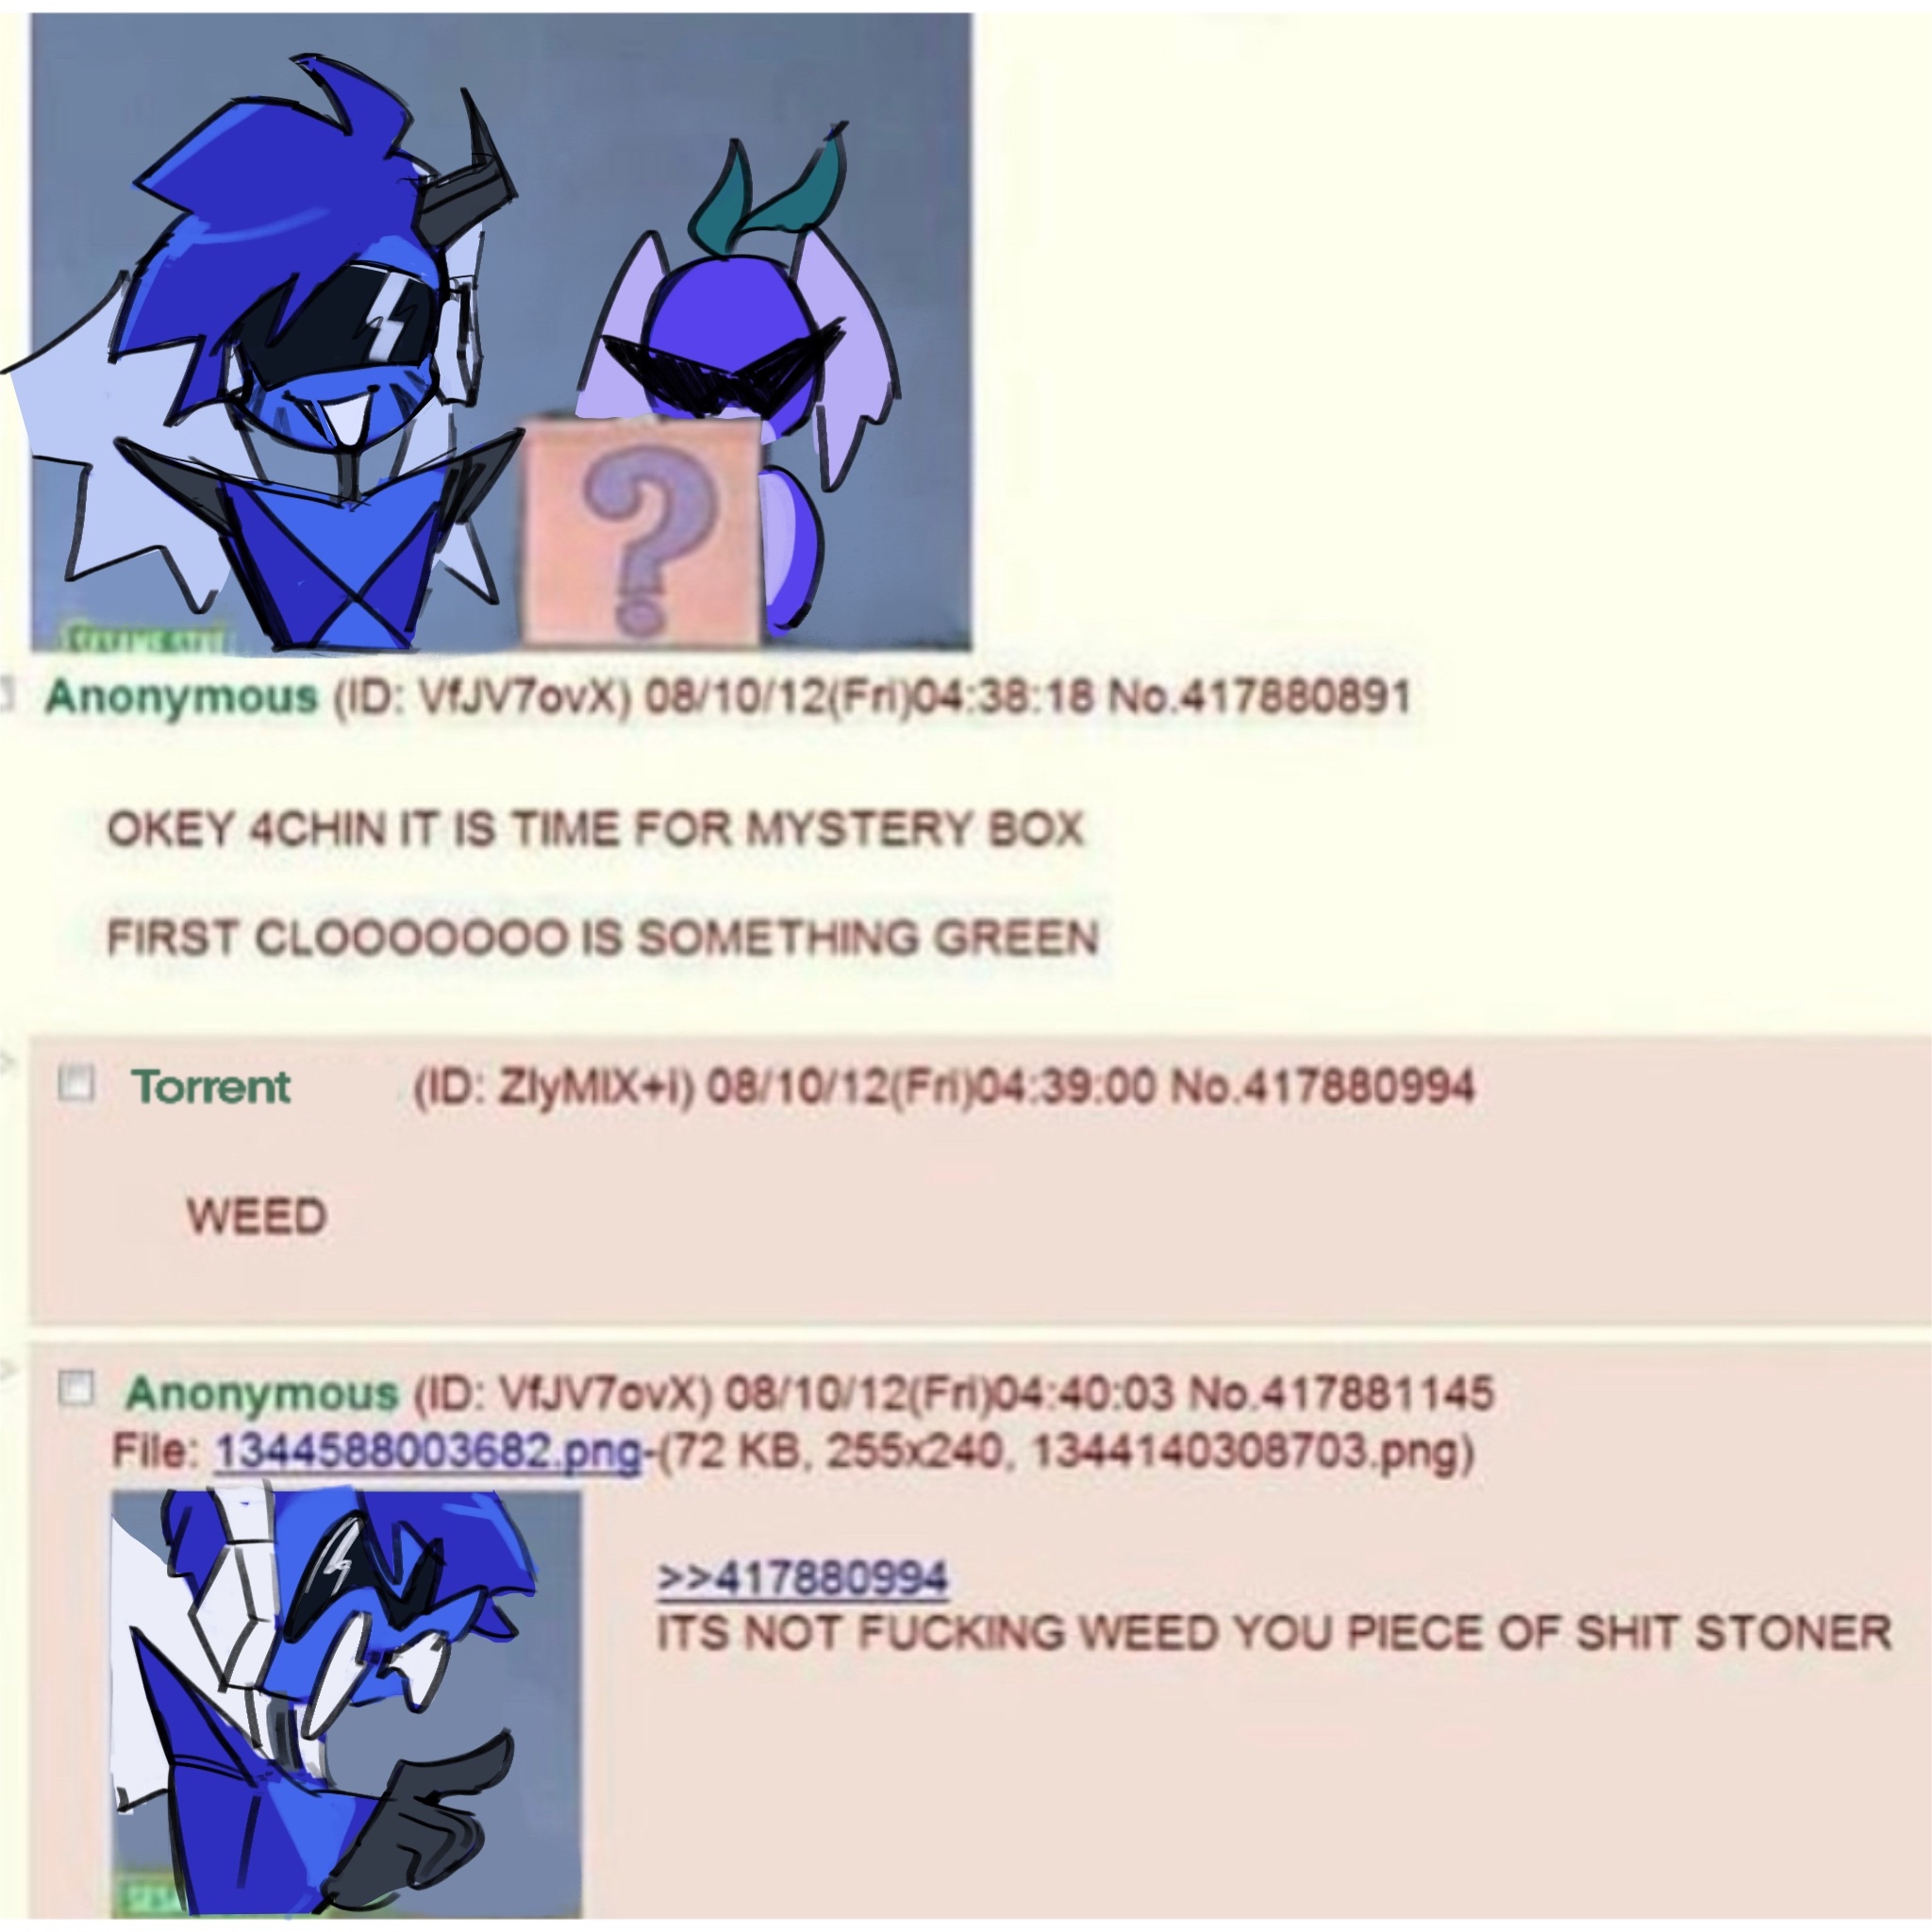 ?
Anonymous (ID: VfJV7ovX) 08/10/12(Fri)04:38:18 No.417880891
OKEY 4CHIN IT IS TIME FOR MYSTERY BOX
FIRST CLOOOOOOO IS SOMETHING GREEN
Torrent (ID: ZlyMlX+i) 08/10/12(Fri)04:39:00 No.417880994
WEED
Anonymous (ID: VfJV7ovX) 08/10/12(Fri)04:40:03 No.417881145
File: 1344588003682.png-(72 KB, 255x240, 1344140308703.png)
>>417880994
ITS NOT FUCKING WEED YOU PIECE OF SHIT STONER